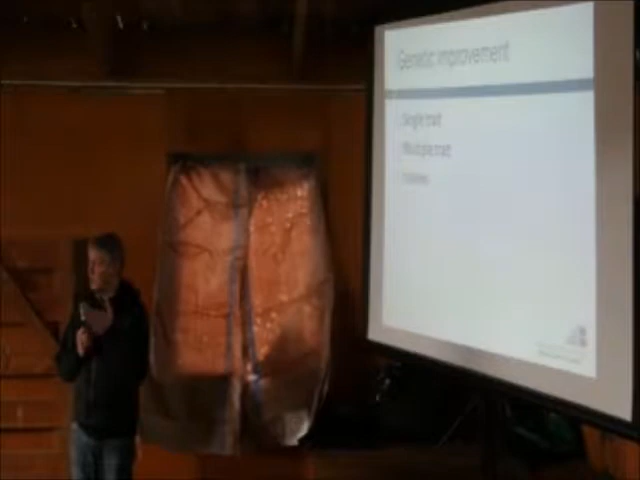 Genetic improvement
Single trait
Multiple trait